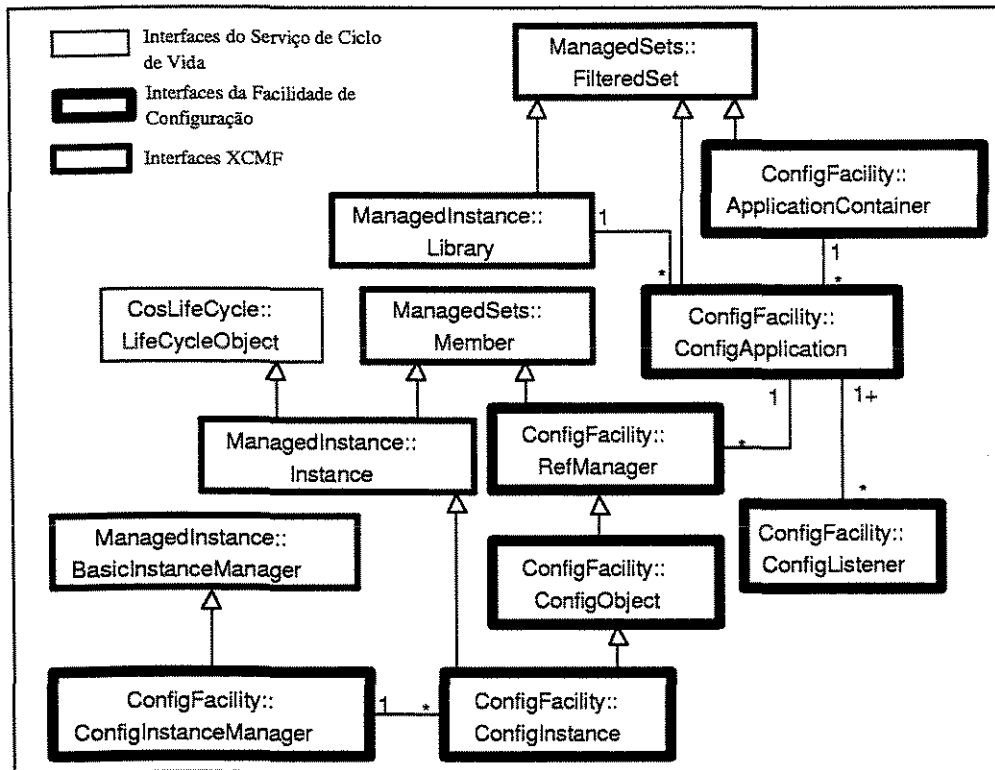 Interfaces do Serviço de Ciclo
de Vida
Interfaces da Facilidade de
Configuração
Interfaces XCMF
ManagedSets::
FilteredSet
ConfigFacility::
ApplicationContainer
ManagedInstance::
Library
1
*
1
*
CosLifeCycle::
LifeCycleObject
ManagedSets::
Member
ConfigFacility::
ConfigApplication
1
1+
ManagedInstance::
Instance
ConfigFacility::
RefManager
*
*
ManagedInstance::
BasicInstanceManager
ConfigFacility::
ConfigObject
ConfigFacility::
ConfigListener
ConfigFacility::
ConfigInstanceManager
1
*
ConfigFacility::
ConfigInstance